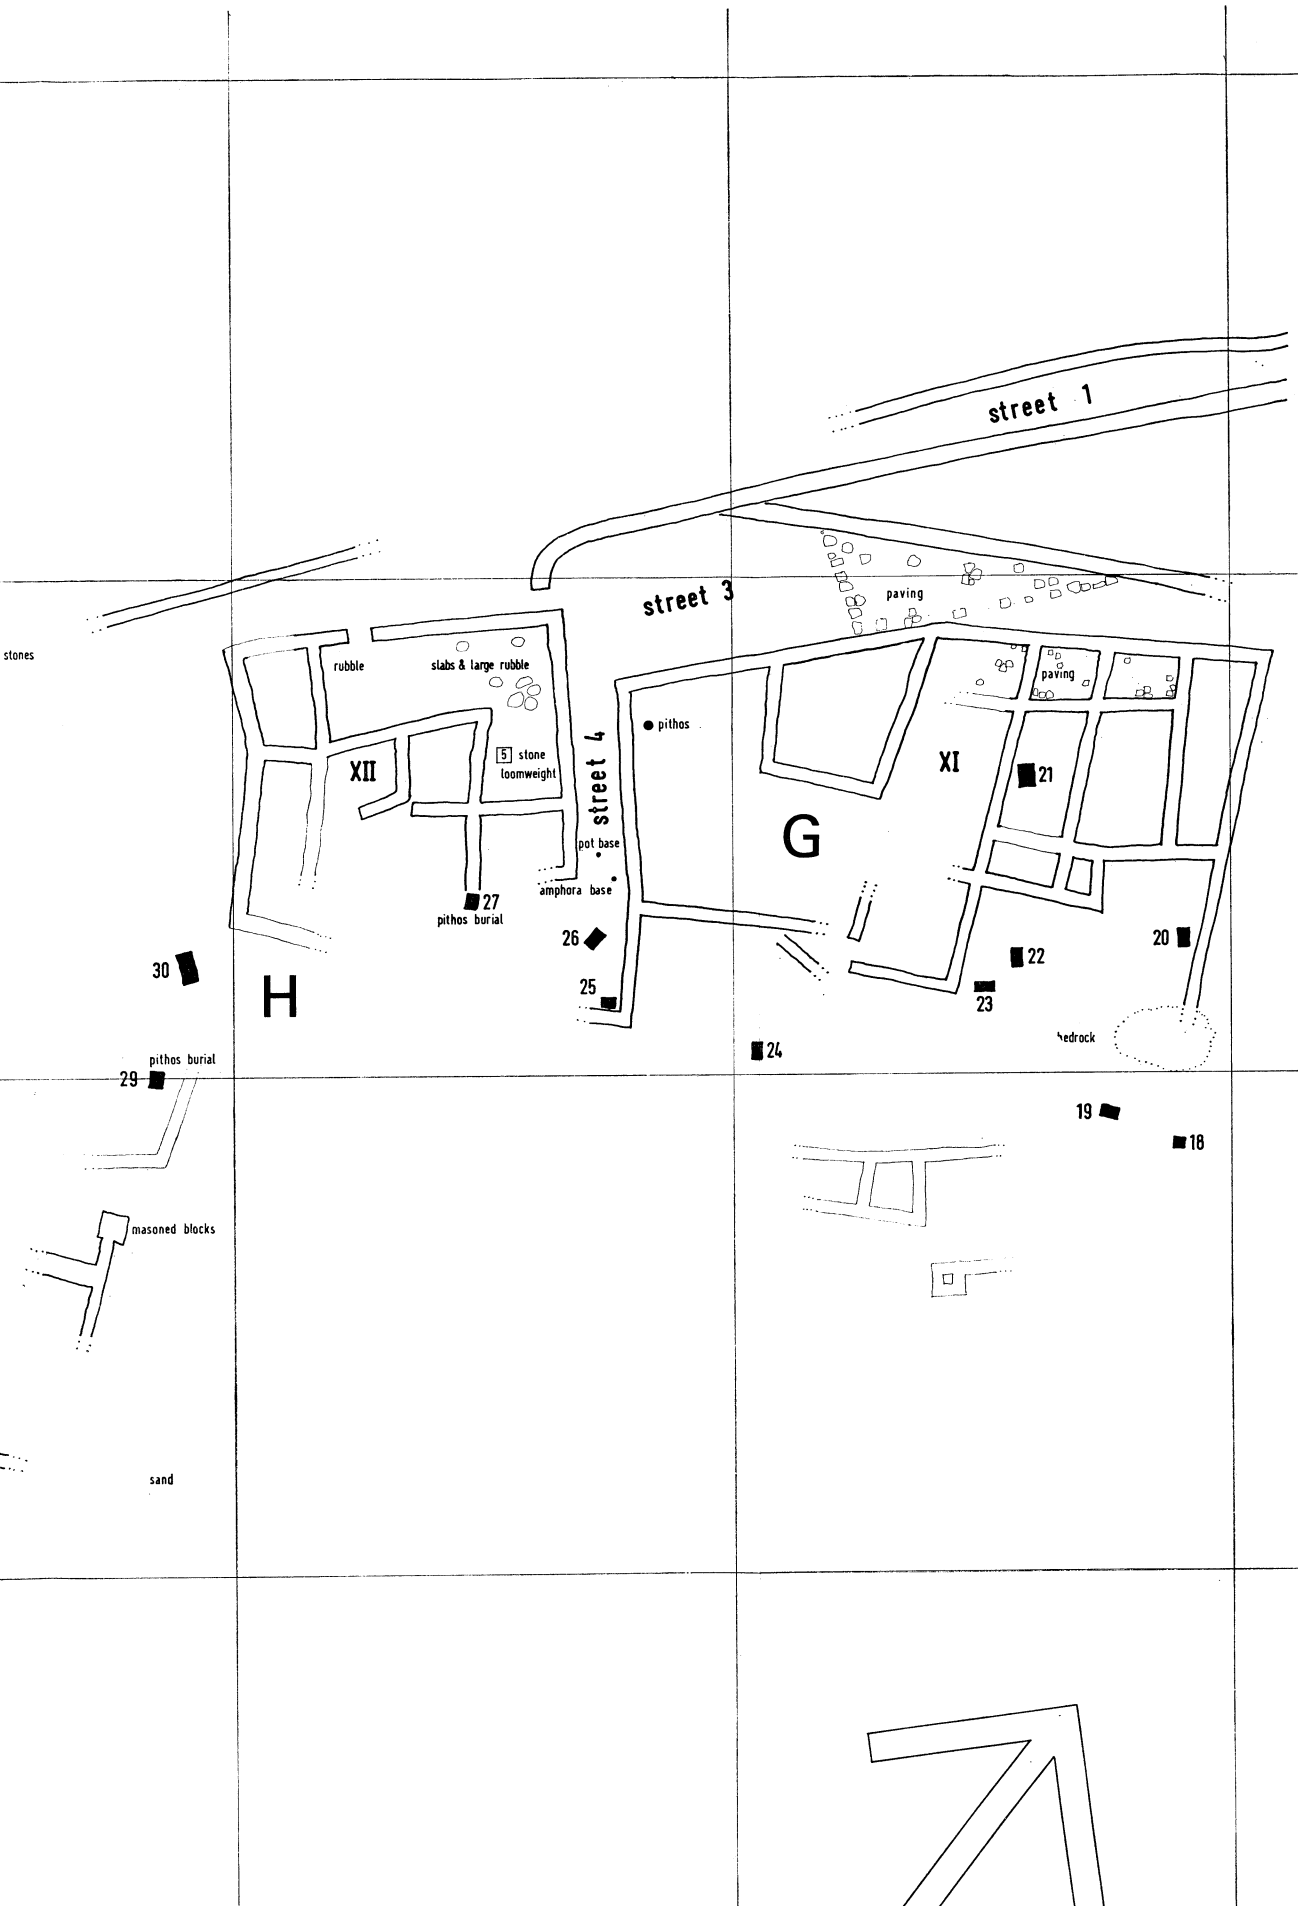 street 1
street 3
paving
stones
rubble
slabs & large rubble
paving
pithos
street 4
5 stone
loomweight
XII
XI
21
G
pot base
amphora base
27
pithos burial
26
20
22
30
H
25
23
bedrock
24
pithos burial
29
19
18
masoned blocks
sand